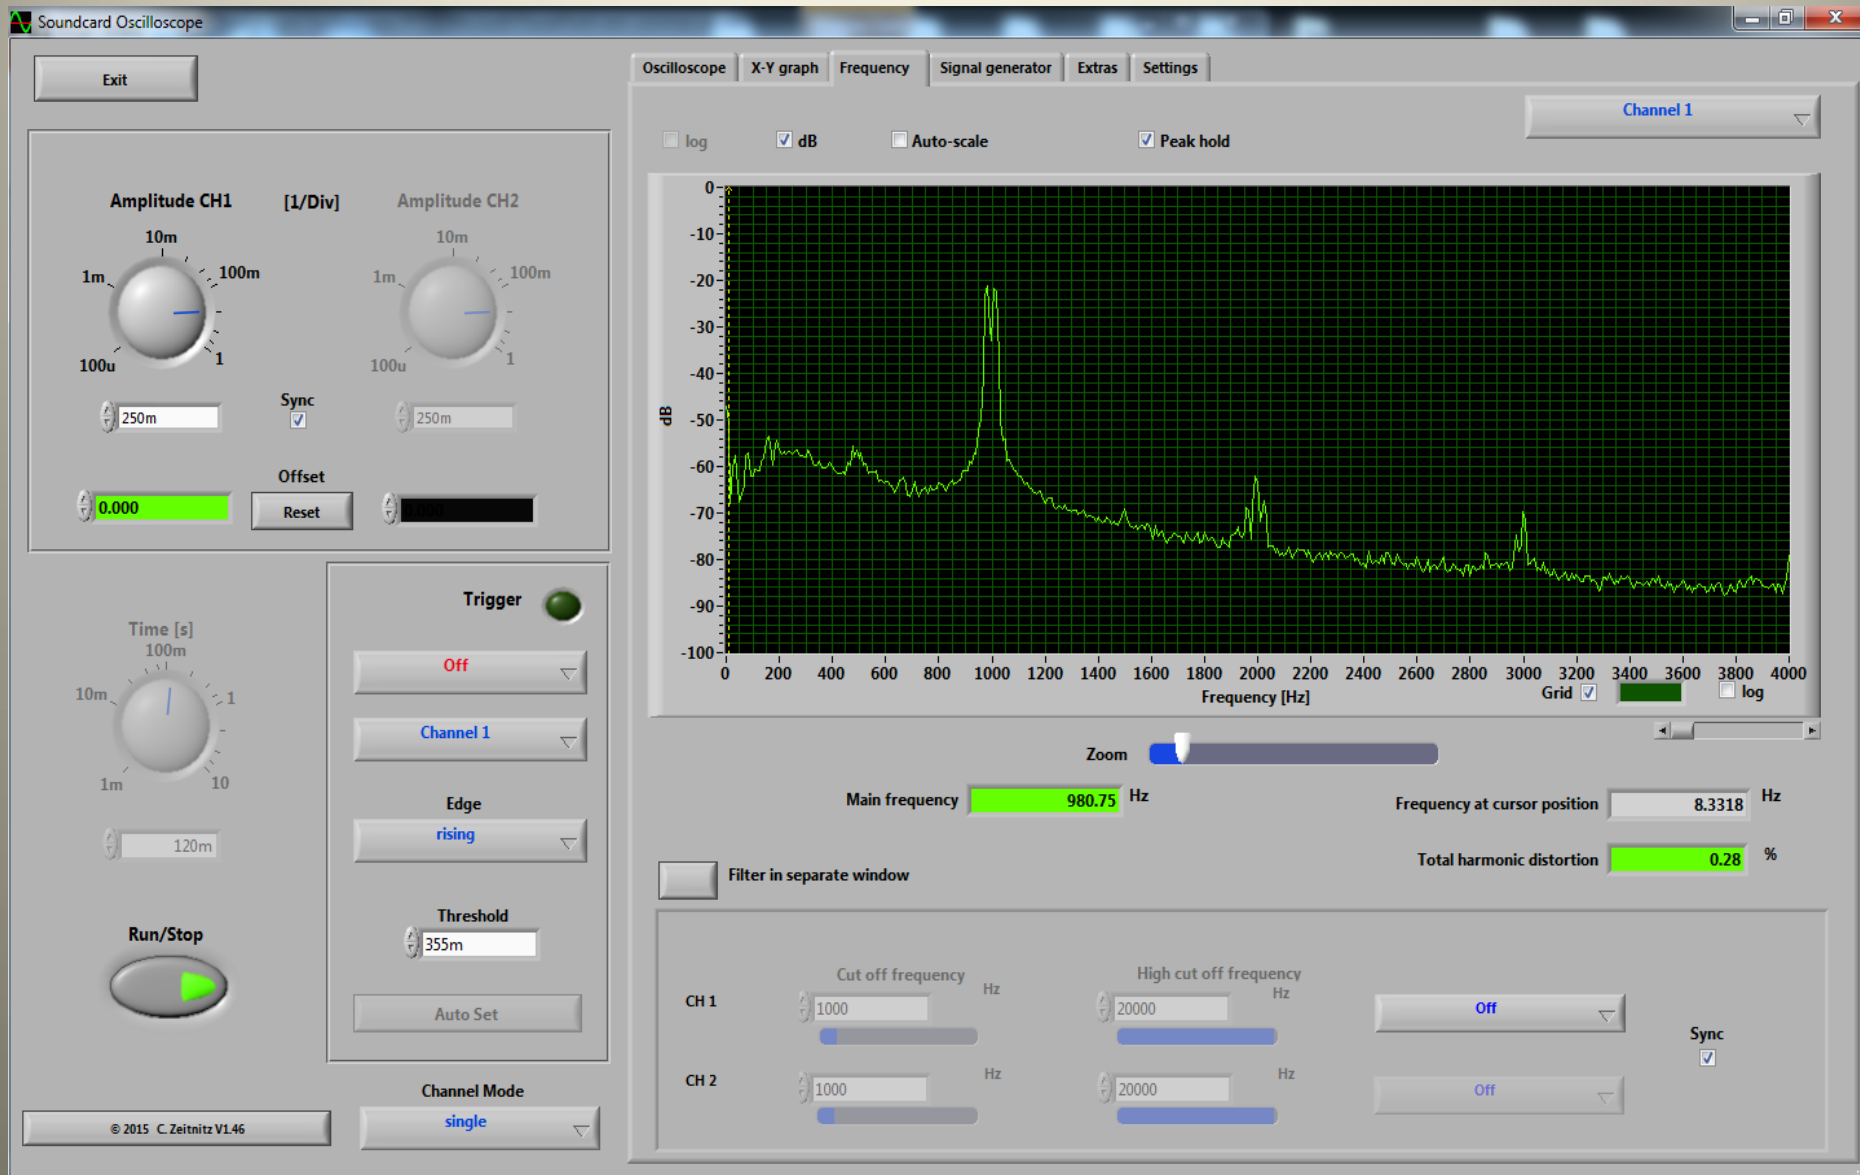 Soundcard Oscilloscope
Exit
Amplitude CH1 [1/Div] Amplitude CH2
10m 10m
1m 100m 1m 100m
100u 1 100u 1
Sync
250m 250m
Offset
0.000 Reset 0.000
Time [s]
100m
10m 1
1m 10
120m
Run/Stop
© 2015 C. Zeitnitz V1.46
Trigger
Off
Channel 1
Edge
rising
Threshold
355m
Auto Set
Channel Mode
single
Oscilloscope X-Y graph Frequency Signal generator Extras Settings
Channel 1
log dB Auto-scale Peak hold
0
-10
-20
-30
-40
dB
-50
-60
-70
-80
-90
-100
0 200 400 600 800 1000 1200 1400 1600 1800 2000 2200 2400 2600 2800 3000 3200 3400 3600 3800 4000
Frequency [Hz] Grid log
Zoom
Main frequency 980.75 Hz Frequency at cursor position 8.3318 Hz
Total harmonic distortion 0.28 %
Filter in separate window
Cut off frequency High cut off frequency
CH 1 1000 Hz 20000 Hz Off
Sync
CH 2 1000 Hz 20000 Hz Off